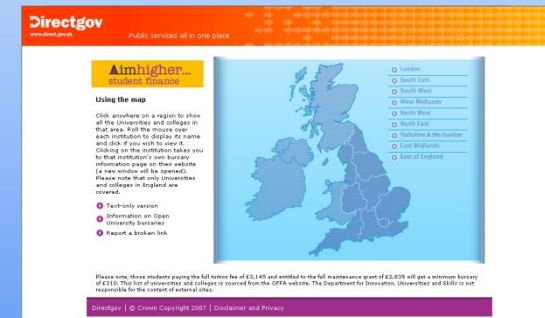 Directgov
www.direct.gov.uk
Public services all in one place
Aimhigher...
student finance
Using the map
Click anywhere on a region to show
all the Universities and colleges in
that area. Roll the mouse over
each institution to display its name
and click if you wish to view it.
Clicking on the institution takes you
to that institution's own bursary
information page on their website
(a new window will be opened).
Please note that only Universities
and colleges in England are
covered.
Text-only version
Information on Open
University bursaries
Report a broken link
London
South East
South West
West Midlands
North West
North East
Yorkshire & the Humber
East Midlands
East of England
Please note, those students paying the full tuition fee of £3,145 and entitled to the full maintenance grant of £2,835 will get a minimum bursary
of £310. This list of universities and colleges is sourced from the OFFA website. The Department for Innovation, Universities and Skills is not
responsible for the content of external sites.
Directgov | © Crown Copyright 2007 | Disclaimer and Privacy